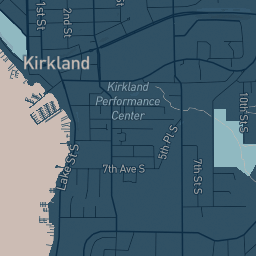 1st St
2nd St
Kirkland
Kirkland
Performance
Center
10th St S
Lake St S
5th Pl S
7th Ave S
7th St S